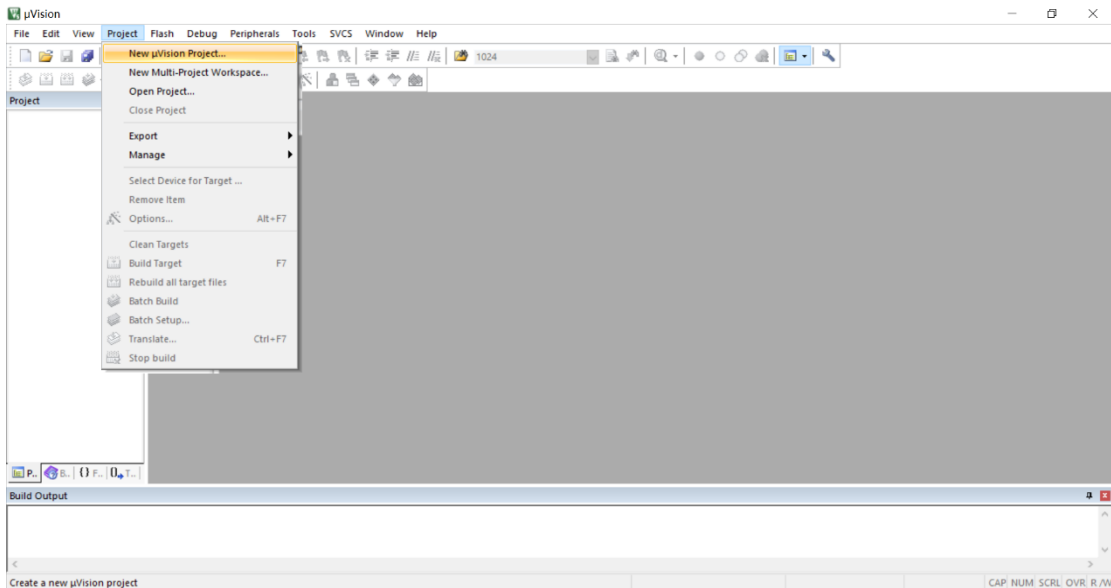 µVision
File Edit View Project Flash Debug Peripherals Tools SVCS Window Help
New µVision Project...
1024
New Multi-Project Workspace...
Open Project...
Project
Close Project
Export
Manage
Select Device for Target ...
Remove Item
Options... Alt+F7
Clean Targets
Build Target F7
Rebuild all target files
Batch Build
Batch Setup...
Translate... Ctrl+F7
Stop build
P... B... {} F... 0→ T...
Build Output
Create a new µVision project
CAP NUM SCRL OVR R/W